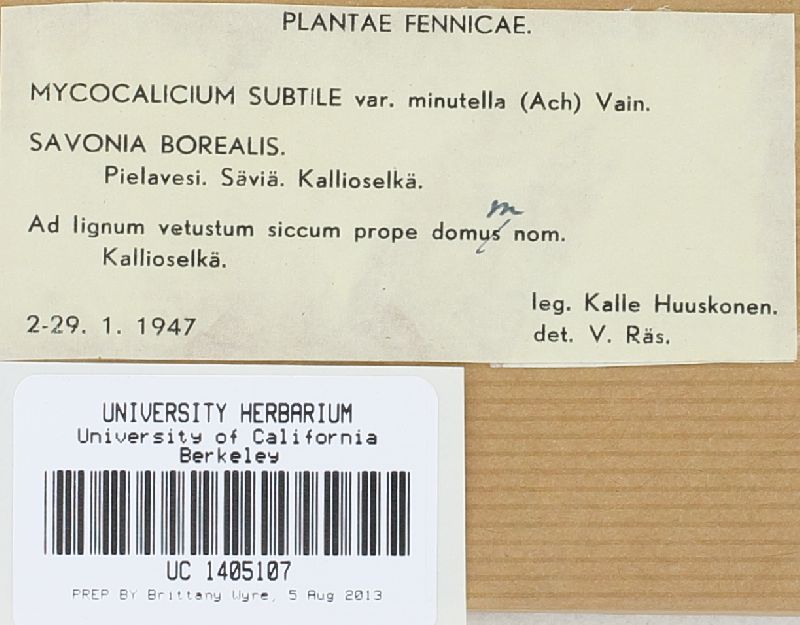 PLANTAE FENNICAE.
MYCOCALICIUM SUBTILE var. minutella (Ach) Vain.
SAVONIA BOREALIS.
Pielavesi. Säviä. Kallioselkä.
m
Ad lignum vetustum siccum prope domus nom.
Kallioselkä.
leg. Kalle Huuskonen.
2-29. 1. 1947
det. V. Räs.
UNIVERSITY HERBARIUM
University of California
Berkeley
UC 1405107
PREP BY Brittany Wyre, 5 Aug 2013